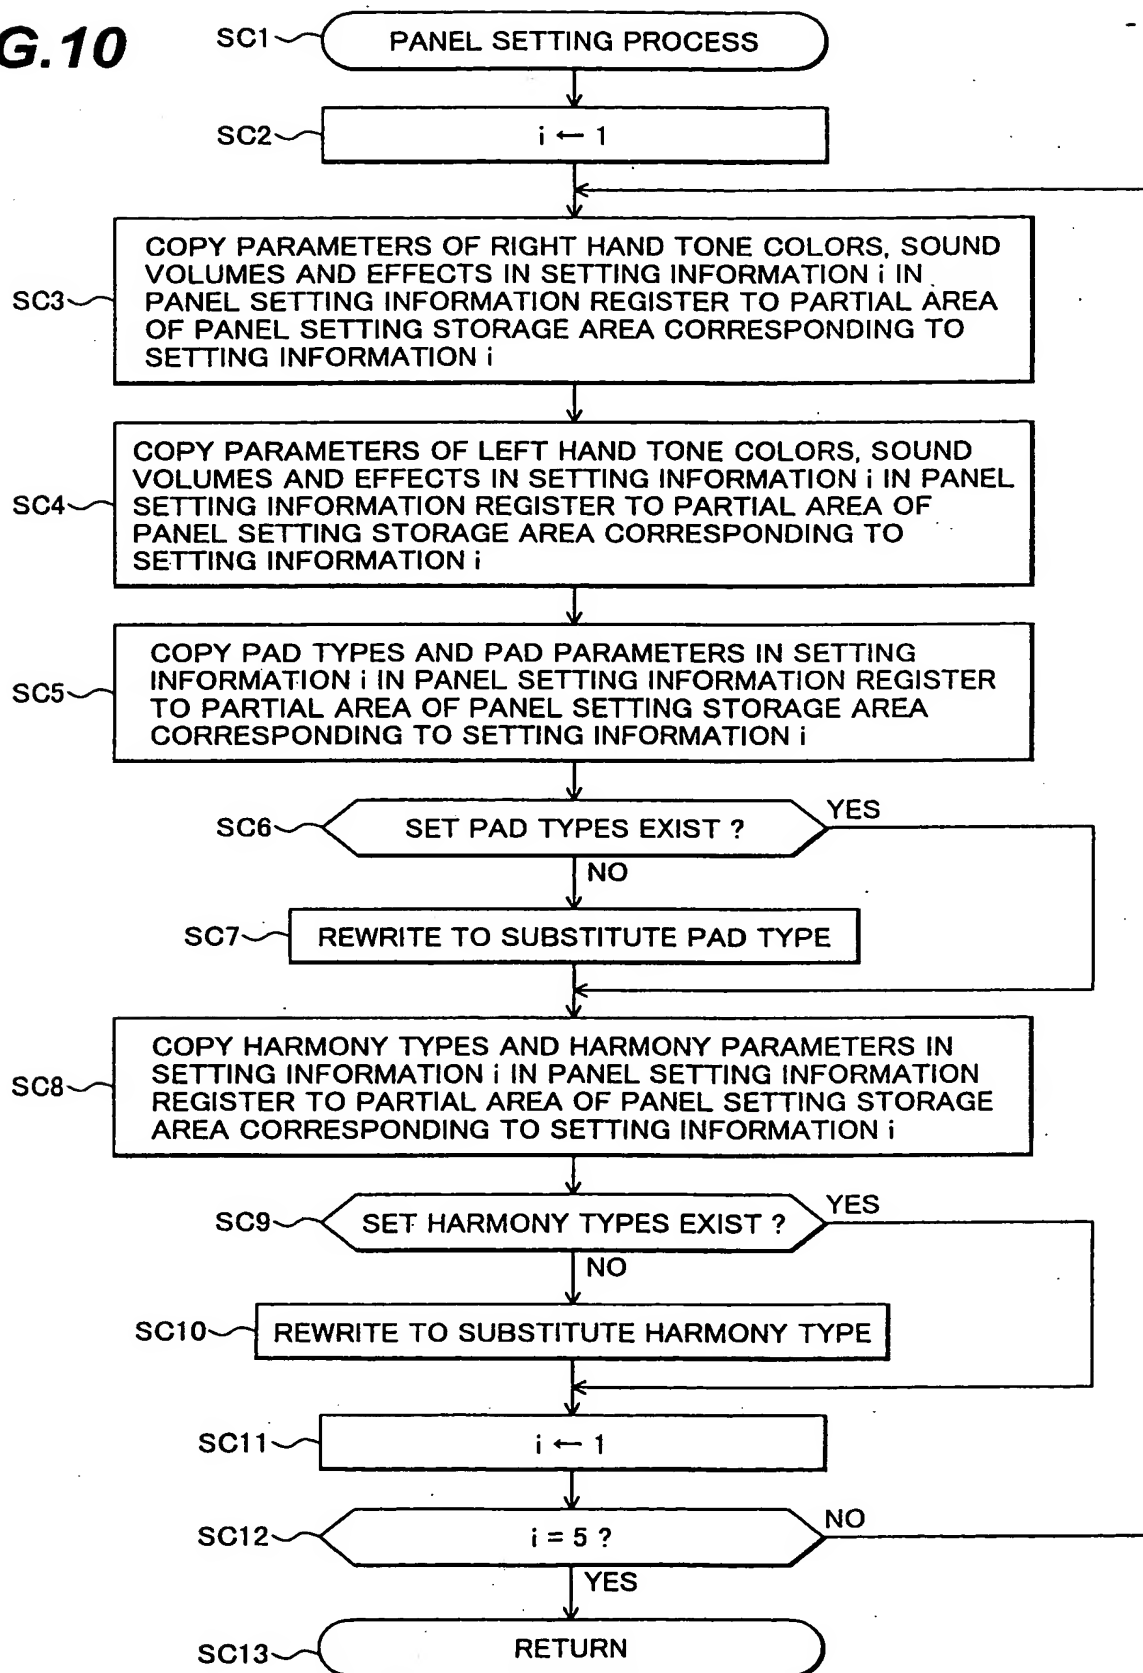 G.10
SC1
PANEL SETTING PROCESS
SC2
i ← 1
SC3
COPY PARAMETERS OF RIGHT HAND TONE COLORS, SOUND
VOLUMES AND EFFECTS IN SETTING INFORMATION i IN
PANEL SETTING INFORMATION REGISTER TO PARTIAL AREA
OF PANEL SETTING STORAGE AREA CORRESPONDING TO
SETTING INFORMATION i
SC4
COPY PARAMETERS OF LEFT HAND TONE COLORS, SOUND
VOLUMES AND EFFECTS IN SETTING INFORMATION i IN PANEL
SETTING INFORMATION REGISTER TO PARTIAL AREA OF
PANEL SETTING STORAGE AREA CORRESPONDING TO
SETTING INFORMATION i
SC5
COPY PAD TYPES AND PAD PARAMETERS IN SETTING
INFORMATION i IN PANEL SETTING INFORMATION REGISTER
TO PARTIAL AREA OF PANEL SETTING STORAGE AREA
CORRESPONDING TO SETTING INFORMATION i
SC6
SET PAD TYPES EXIST ?
YES
NO
SC7
REWRITE TO SUBSTITUTE PAD TYPE
SC8
COPY HARMONY TYPES AND HARMONY PARAMETERS IN
SETTING INFORMATION i IN PANEL SETTING INFORMATION
REGISTER TO PARTIAL AREA OF PANEL SETTING STORAGE
AREA CORRESPONDING TO SETTING INFORMATION i
SC9
SET HARMONY TYPES EXIST ?
YES
NO
SC10
REWRITE TO SUBSTITUTE HARMONY TYPE
SC11
i ← 1
SC12
i = 5 ?
NO
YES
SC13
RETURN